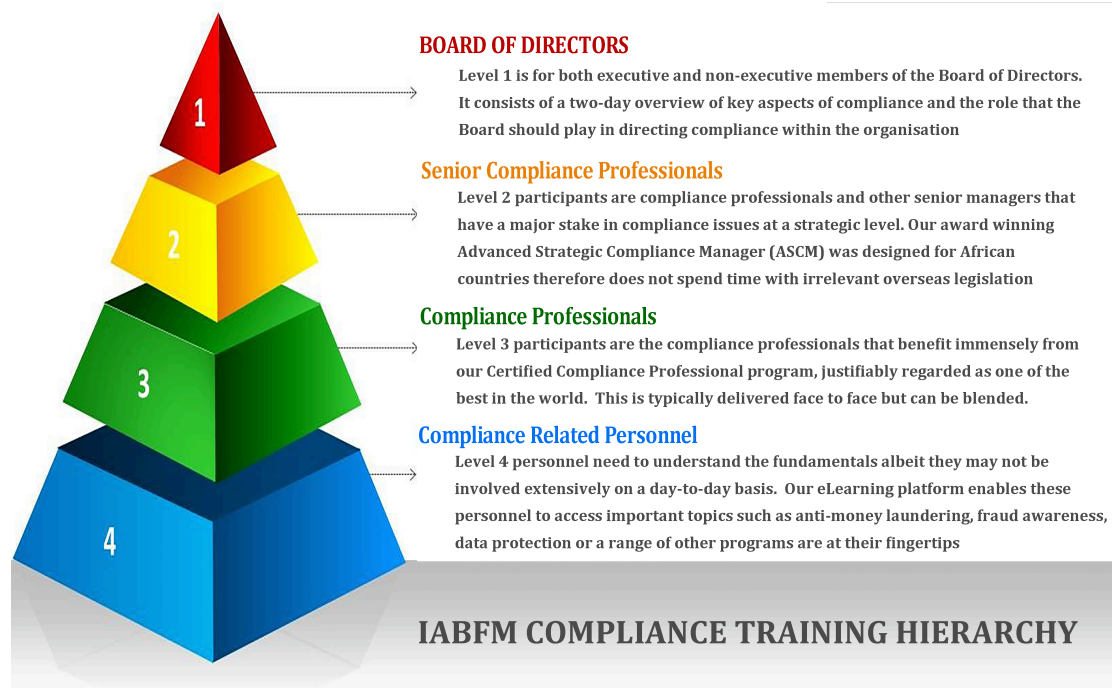 1
BOARD OF DIRECTORS
Level 1 is for both executive and non-executive members of the Board of Directors.
It consists of a two-day overview of key aspects of compliance and the role that the
Board should play in directing compliance within the organisation
2
Senior Compliance Professionals
Level 2 participants are compliance professionals and other senior managers that
have a major stake in compliance issues at a strategic level. Our award winning
Advanced Strategic Compliance Manager (ASCM) was designed for African
countries therefore does not spend time with irrelevant overseas legislation
3
Compliance Professionals
Level 3 participants are the compliance professionals that benefit immensely from
our Certified Compliance Professional program, justifiably regarded as one of the
best in the world.  This is typically delivered face to face but can be blended.
4
Compliance Related Personnel
Level 4 personnel need to understand the fundamentals albeit they may not be
involved extensively on a day-to-day basis.  Our eLearning platform enables these
personnel to access important topics such as anti-money laundering, fraud awareness,
data protection or a range of other programs are at their fingertips
IABFM COMPLIANCE TRAINING HIERARCHY